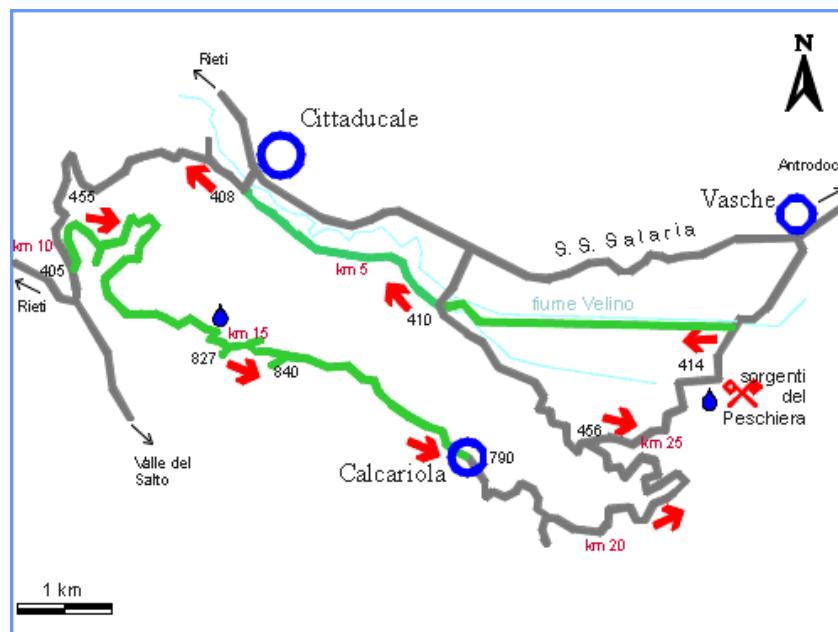 Rieti
N
Cittaducale
Antrodoc
455
408
Vasche
S.S. Salaria
km 10
405
km 5
Rieti
410
fiume Velino
km 15
827
840
414
sorgenti
del
Peschiera
456
km 25
790
Calcariola
Valle del
Salto
km 20
1 km